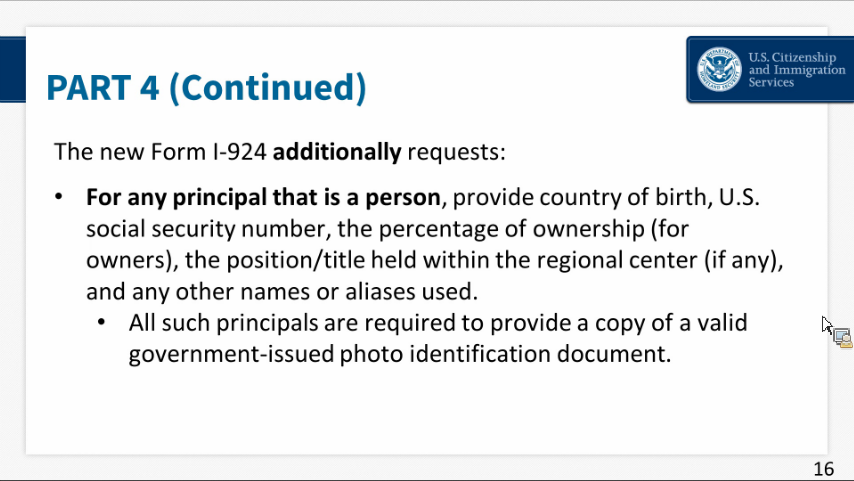 PART 4 (Continued)
U.S. Citizenship
and Immigration
Services
The new Form I-924 additionally requests:
• For any principal that is a person, provide country of birth, U.S.
social security number, the percentage of ownership (for
owners), the position/title held within the regional center (if any),
and any other names or aliases used.
• All such principals are required to provide a copy of a valid
government-issued photo identification document.
16